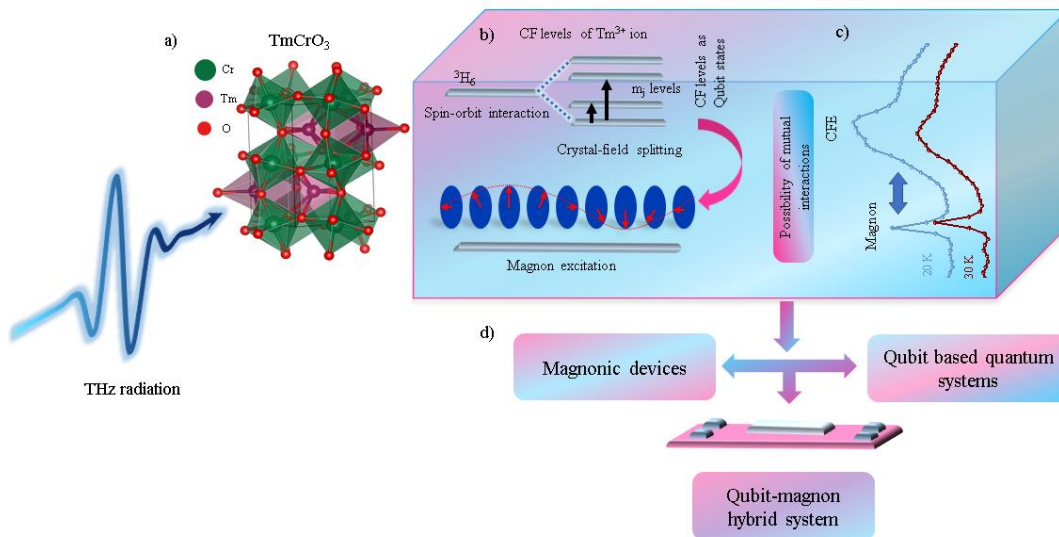 a)
TmCrO₃
Cr
Tm
O
THz radiation
b)
CF levels of Tm³⁺ ion
³H₆
Spin-orbit interaction
mⱼ levels
Crystal-field splitting
CF levels as
Qubit states
Magnon excitation
Possibility of mutual
interactions
c)
CFE
Magnon
20 K
30 K
d)
Magnonic devices
Qubit based quantum
systems
Qubit-magnon
hybrid system